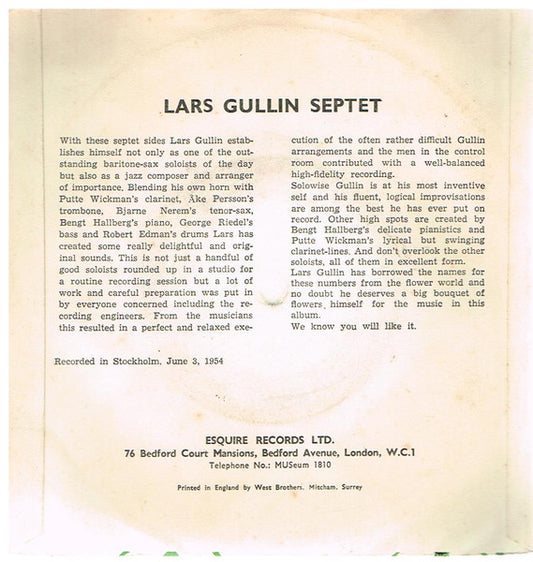 LARS GULLIN SEPTET
With these septet sides Lars Gullin estab-
lishes himself not only as one of the out-
standing baritone-sax soloists of the day
but also as a jazz composer and arranger
of importance. Blending his own horn with
Putte Wickman's clarinet, Åke Persson's
trombone, Bjarne Nerem's tenor-sax,
Bengt Hallberg's piano, George Riedel's
bass and Robert Edman's drums Lars has
created some really delightful and orig-
inal sounds. This is not just a handful of
good soloists rounded up in a studio for
a routine recording session but a lot of
work and careful preparation was put in
by everyone concerned including the re-
cording engineers. From the musicians
this resulted in a perfect and relaxed exe-
cution of the often rather difficult Gullin
arrangements and the men in the control
room contributed with a well-balanced
high-fidelity recording.
Solowise Gullin is at his most inventive
self and his fluent, logical improvisations
are among the best he has ever put on
record. Other high spots are created by
Bengt Hallberg's delicate pianistics and
Putte Wickman's lyrical but swinging
clarinet-lines. And don't overlook the other
soloists, all of them in excellent form.
Lars Gullin has borrowed the names for
these numbers from the flower world and
no doubt he deserves a big bouquet of
flowers himself for the music in this
album.
We know you will like it.
Recorded in Stockholm, June 3, 1954
ESQUIRE RECORDS LTD.
76 Bedford Court Mansions, Bedford Avenue, London, W.C.1
Telephone No.: MUSeum 1810
Printed in England by West Brothers. Mitcham. Surrey